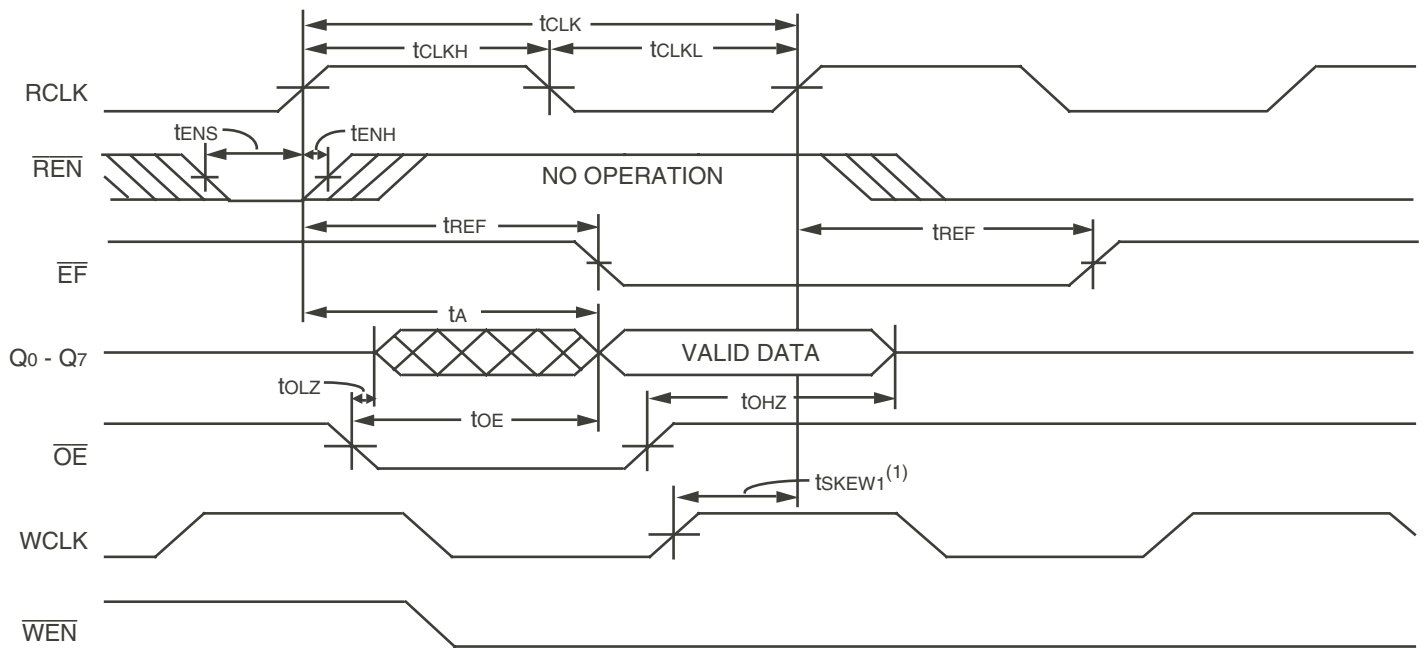 tCLK
tCLKH
tCLKL
RCLK
tENS
tENH
REN
NO OPERATION
tREF
tREF
EF
tA
Q0 - Q7
VALID DATA
tOLZ
tOHZ
tOE
OE
tSKEW1(1)
WCLK
WEN